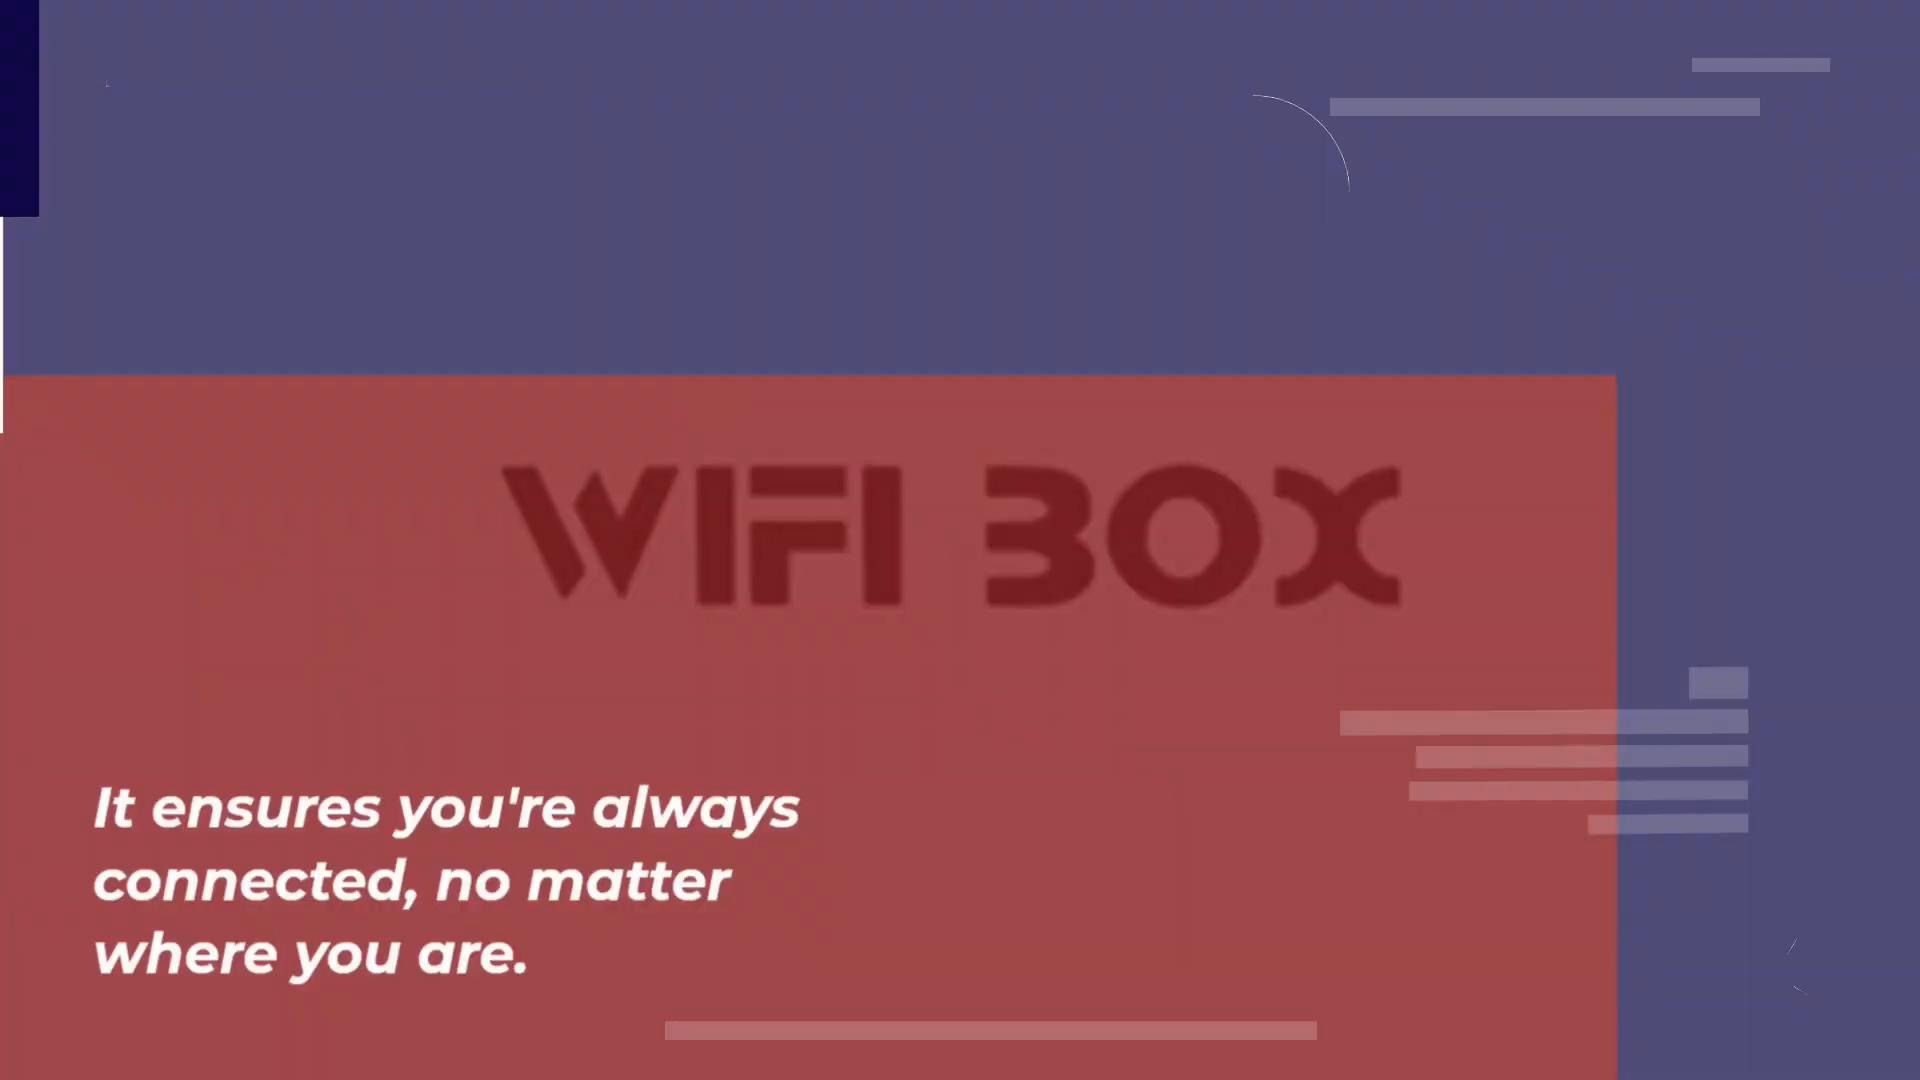 WIFI BOX
It ensures you're always
connected, no matter
where you are.